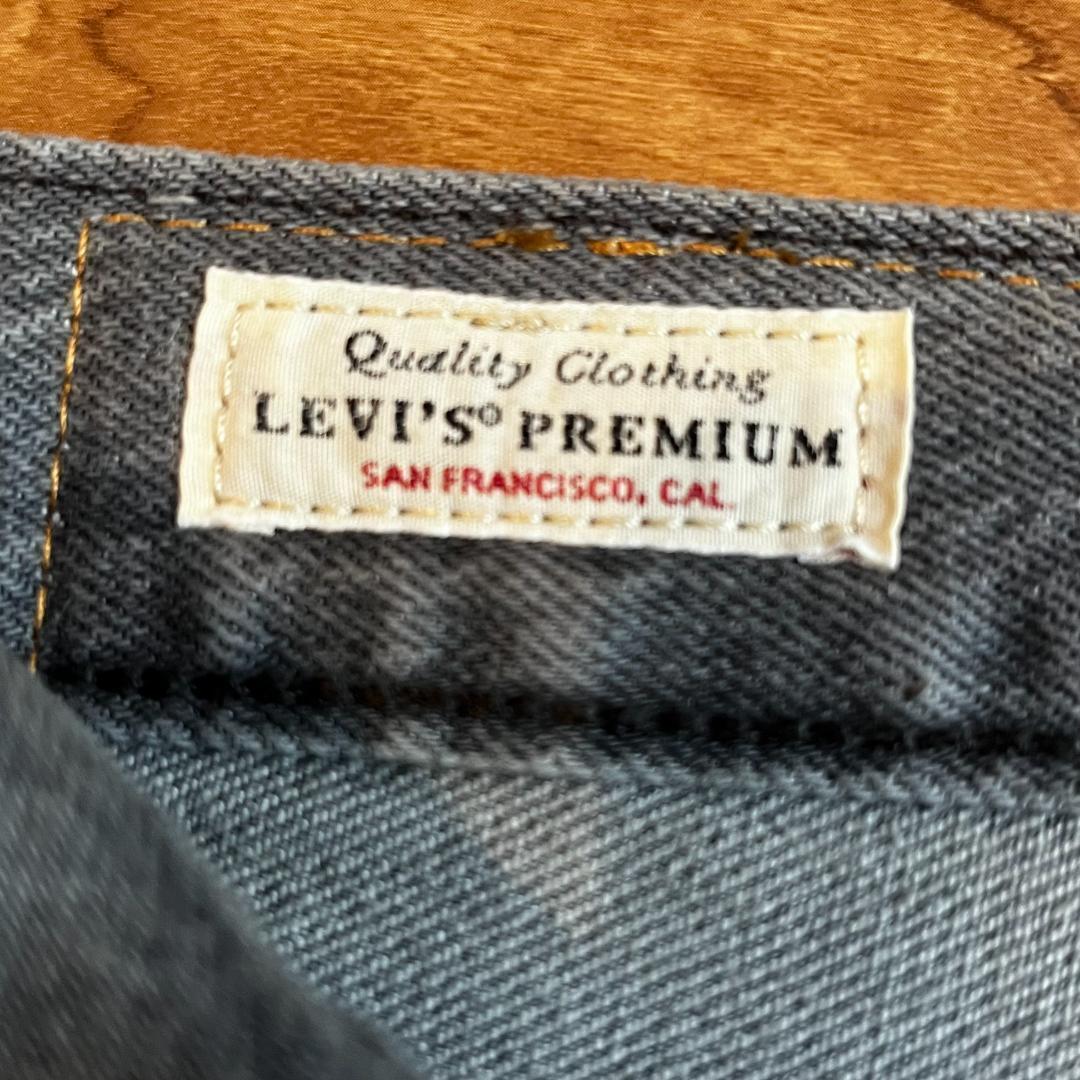 Quality Clothing
LEVI'S® PREMIUM
SAN FRANCISCO, CAL.